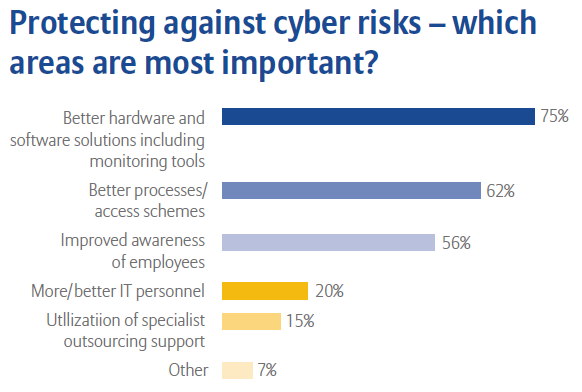 Protecting against cyber risks – which
areas are most important?
Better hardware and
software solutions including
monitoring tools
75%
Better processes/
access schemes
62%
Improved awareness
of employees
56%
More/better IT personnel
20%
Utllizatiion of specialist
outsourcing support
15%
Other
7%